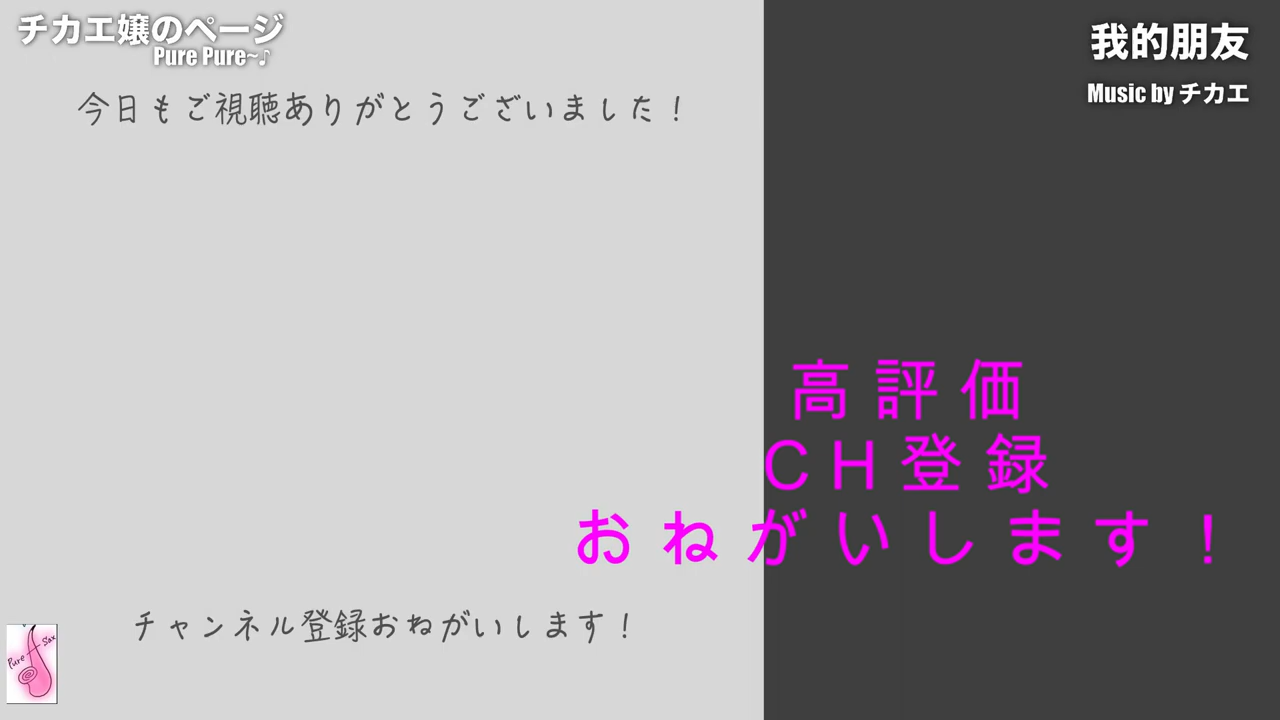 チカエ嬢のページ
Pure Pure~♪
今日もご視聴ありがとうございました！
我的朋友
Music by チカエ
高評価
CH登録
おねがいします！
チャンネル登録おねがいします！
Pure Sax